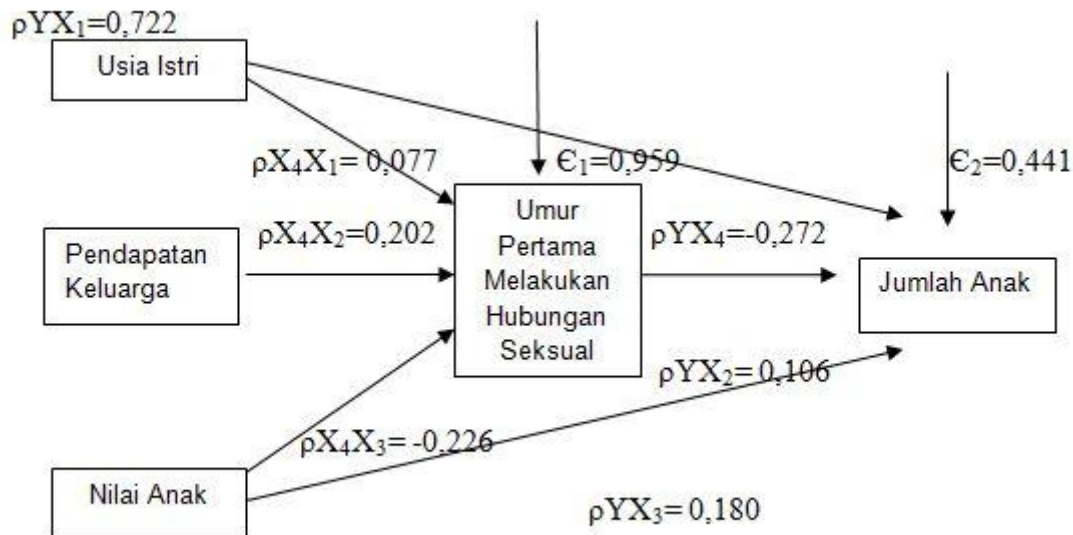 ρYX₁=0,722
Usia Istri
ρX₄X₁= 0,077
Є₁=0,959
Є₂=0,441
Umur
Pertama
Melakukan
Hubungan
Seksual
Pendapatan
Keluarga
ρX₄X₂=0,202
ρYX₄=-0,272
Jumlah Anak
ρYX₂= 0,106
ρX₄X₃= -0,226
Nilai Anak
ρYX₃= 0,180